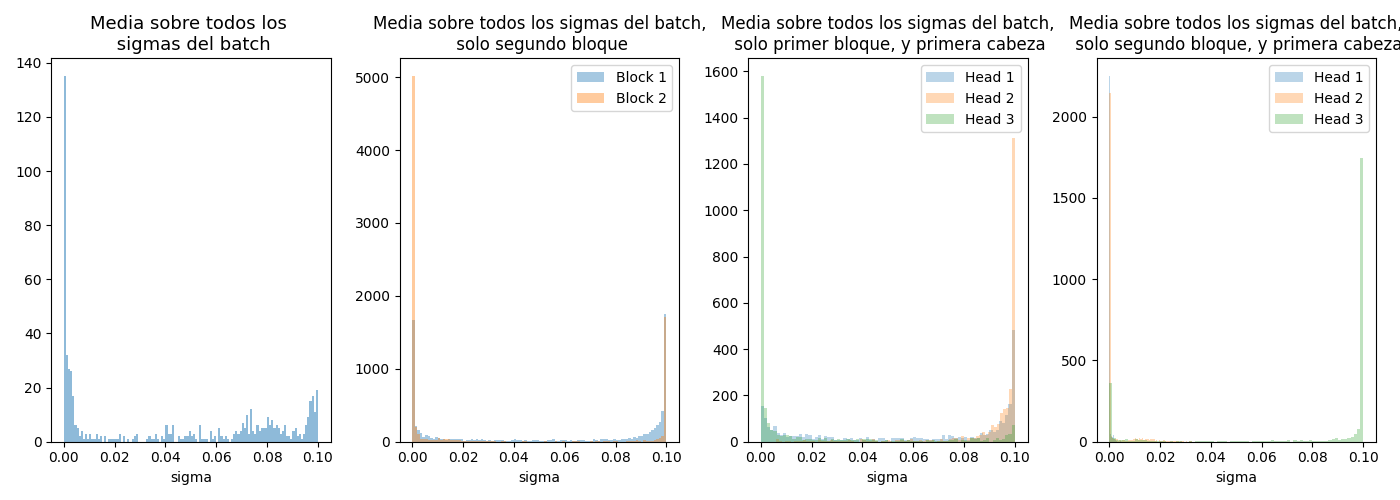 Media sobre todos los
sigmas del batch
140
120
100
80
60
40
20
0
0.00 0.02 0.04 0.06 0.08 0.10
sigma
Media sobre todos los sigmas del batch,
solo segundo bloque
Block 1
Block 2
5000
4000
3000
2000
1000
0
0.00 0.02 0.04 0.06 0.08 0.10
sigma
Media sobre todos los sigmas del batch,
solo primer bloque, y primera cabeza
Head 1
Head 2
Head 3
1600
1400
1200
1000
800
600
400
200
0
0.00 0.02 0.04 0.06 0.08 0.10
sigma
Media sobre todos los sigmas del batch,
solo segundo bloque, y primera cabeza
Head 1
Head 2
Head 3
2000
1500
1000
500
0
0.00 0.02 0.04 0.06 0.08 0.10
sigma